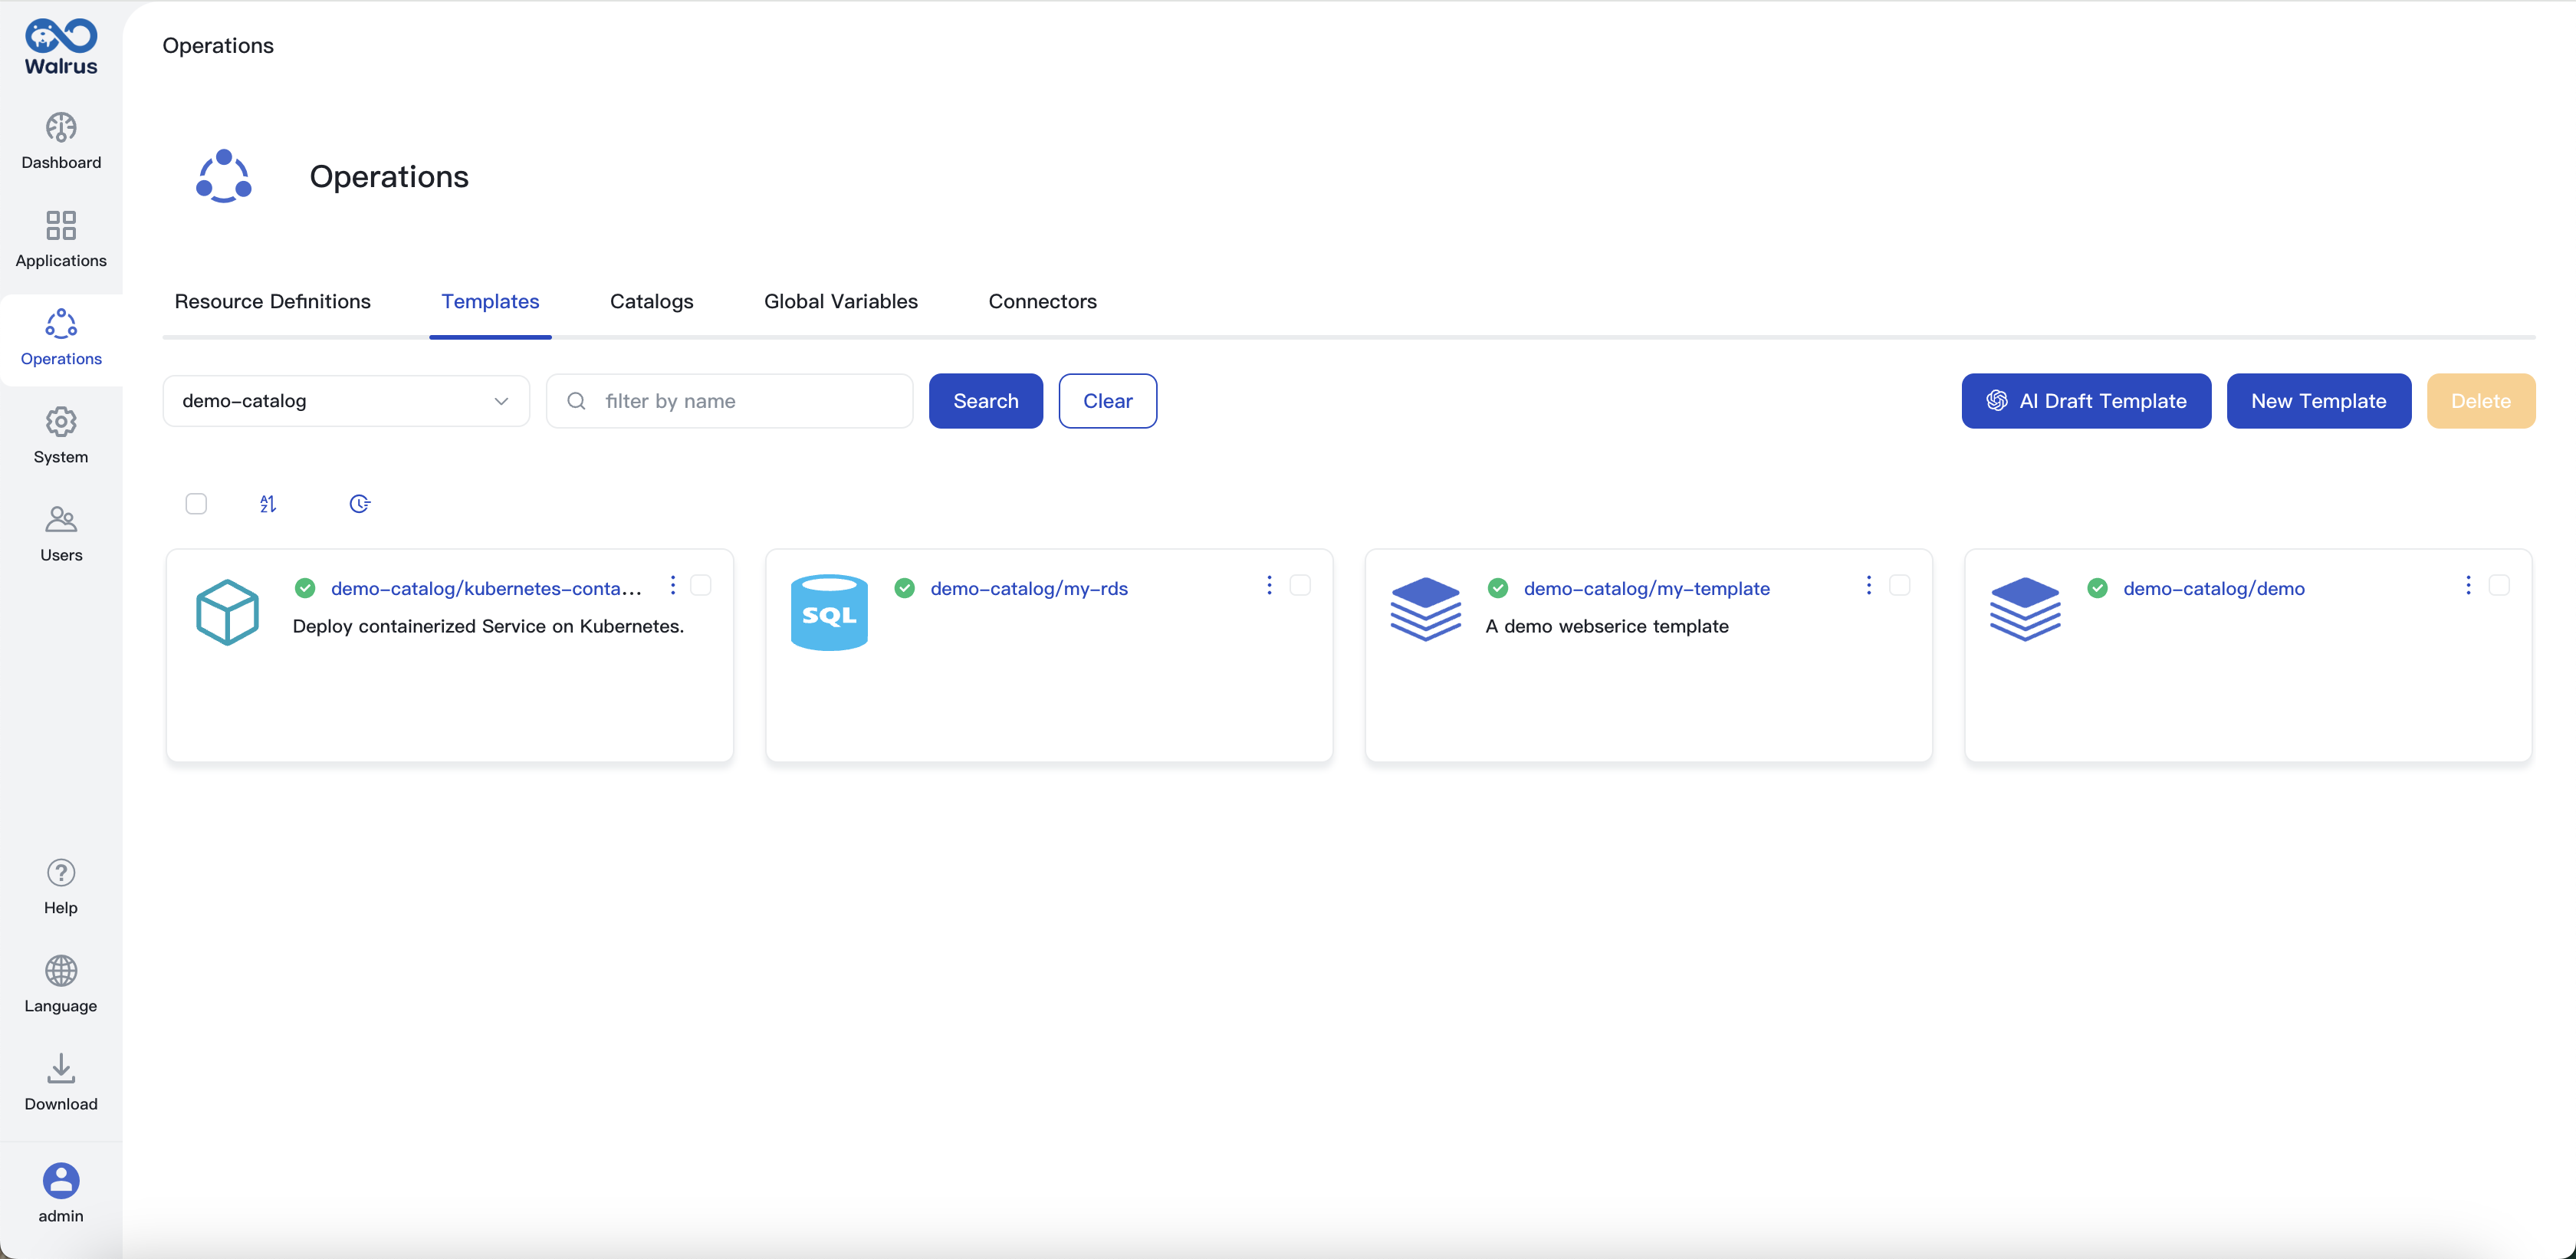 Walrus
Dashboard
Applications
Operations
System
Users
Help
Language
Download
admin
Operations
Operations
Resource Definitions Templates Catalogs Global Variables Connectors
demo-catalog filter by name Search Clear AI Draft Template New Template Delete
demo-catalog/kubernetes-conta...
Deploy containerized Service on Kubernetes.
SQL
demo-catalog/my-rds
demo-catalog/my-template
A demo webserice template
demo-catalog/demo